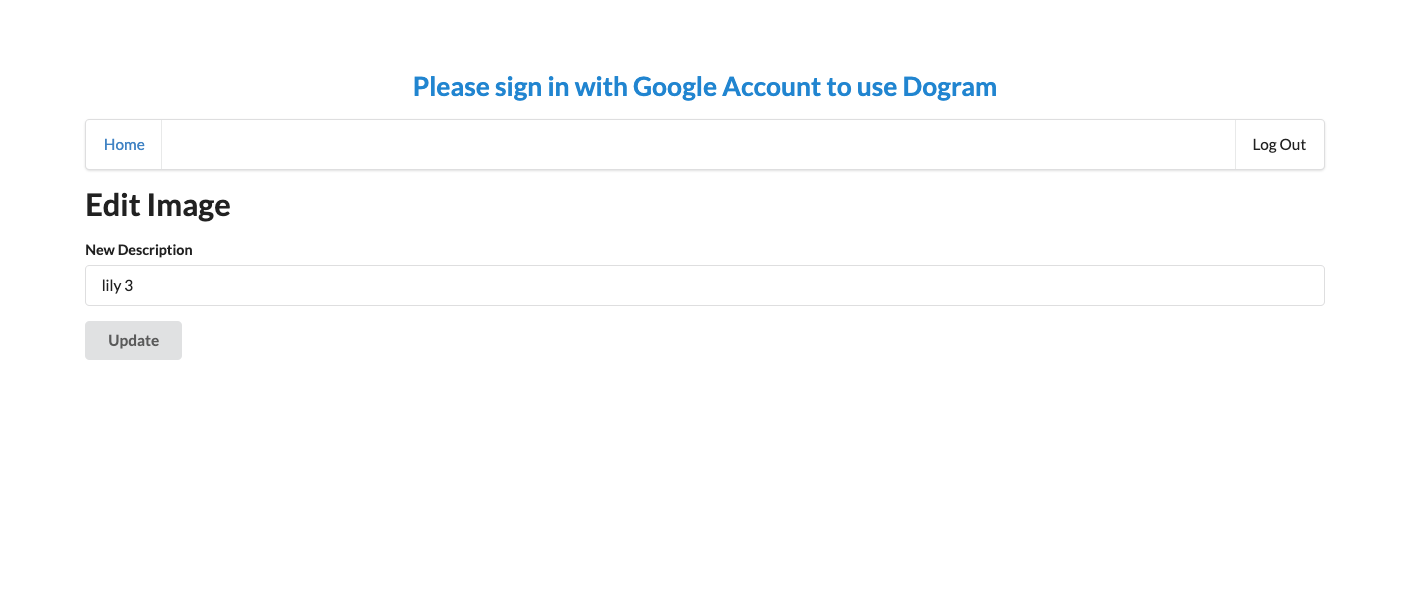 Please sign in with Google Account to use Dogram
Home
Log Out
Edit Image
New Description
lily 3
Update